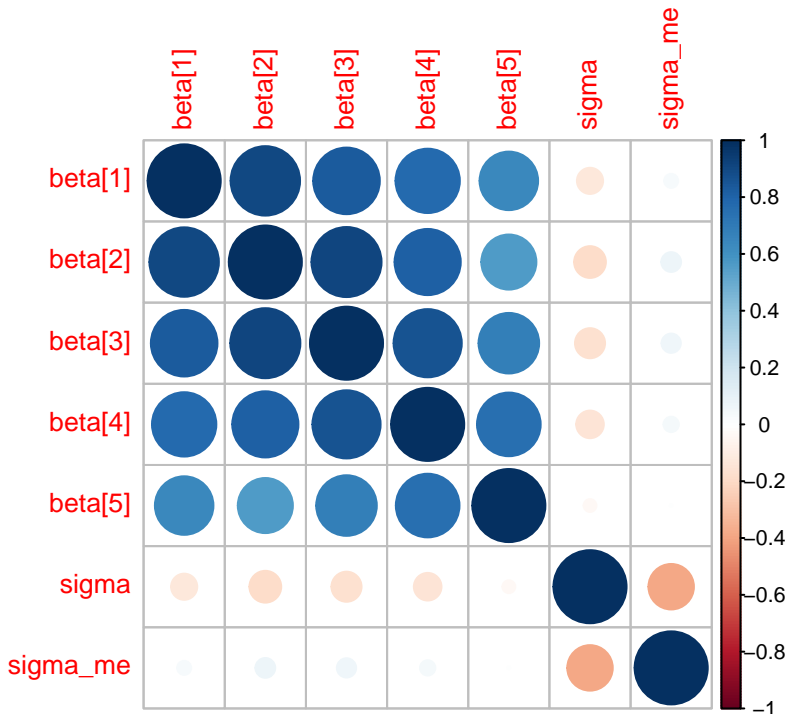 beta[1]
beta[2]
beta[3]
beta[4]
beta[5]
sigma
sigma_me
beta[1]
beta[2]
beta[3]
beta[4]
beta[5]
sigma
sigma_me
1
0.8
0.6
0.4
0.2
0
−0.2
−0.4
−0.6
−0.8
−1